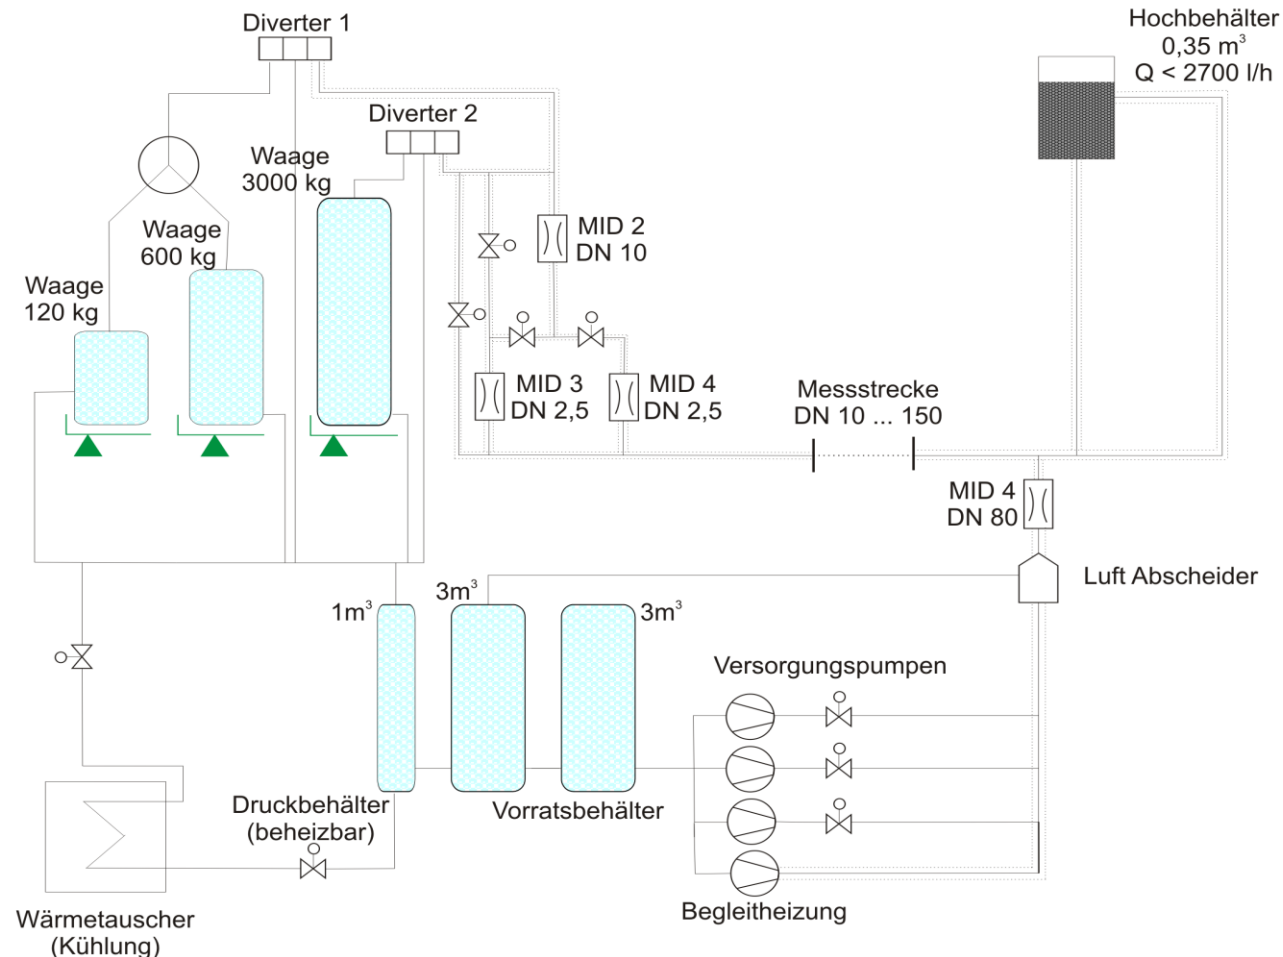 Diverter 1
Hochbehälter
0,35 m³
Q < 2700 l/h
Diverter 2
Waage
3000 kg
Waage
600 kg
MID 2
DN 10
Waage
120 kg
MID 3
DN 2,5
MID 4
DN 2,5
Messstrecke
DN 10 ... 150
MID 4
DN 80
Luft Abscheider
1m³
3m³
3m³
Versorgungspumpen
Druckbehälter
(beheizbar)
Vorratsbehälter
Begleitheizung
Wärmetauscher
(Kühlung)